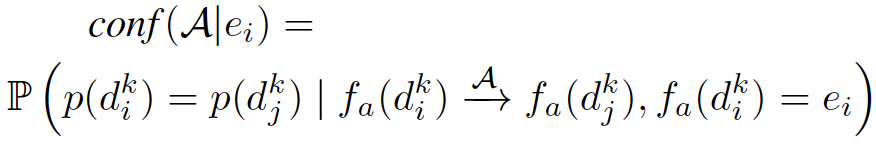 conf(𝒜|eᵢ) =
ℙ (p(dᵢᵏ) = p(dⱼᵏ) | fₐ(dᵢᵏ) —𝒜→ fₐ(dⱼᵏ), fₐ(dᵢᵏ) = eᵢ)